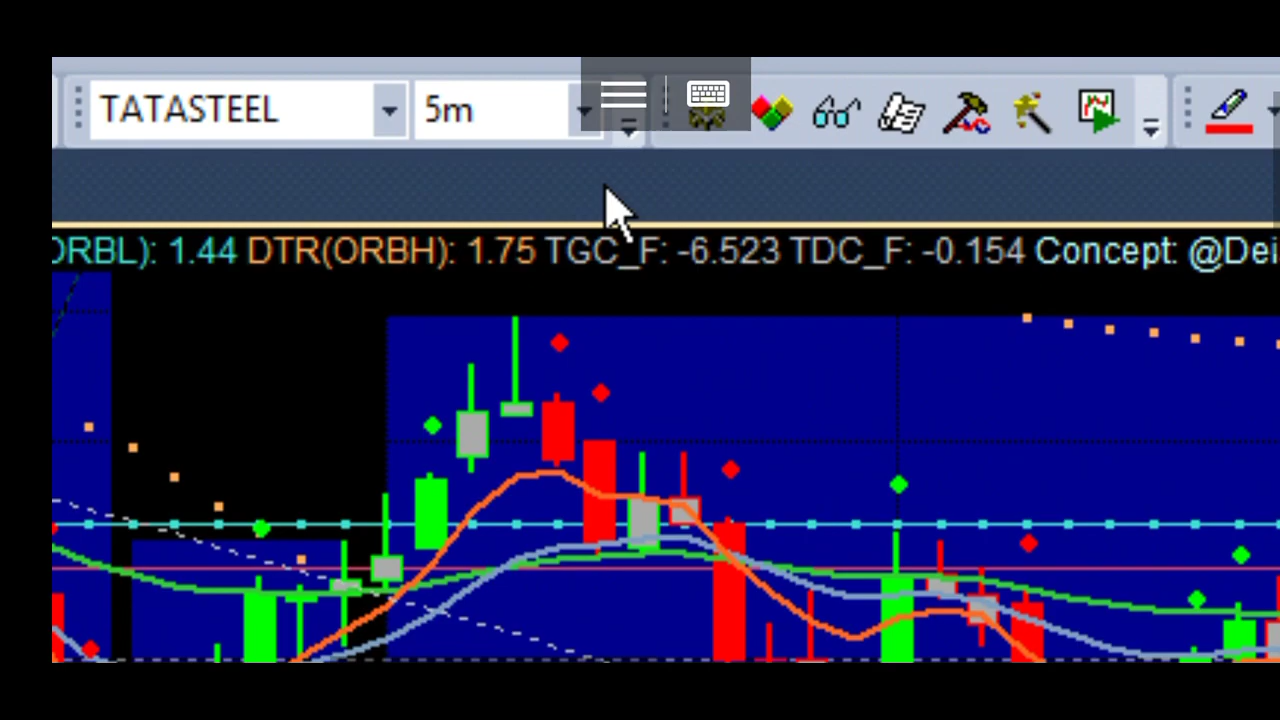 TATASTEEL 5m
ORBL): 1.44 DTR(ORBH): 1.75 TGC_F: -6.523 TDC_F: -0.154 Concept: @Dei